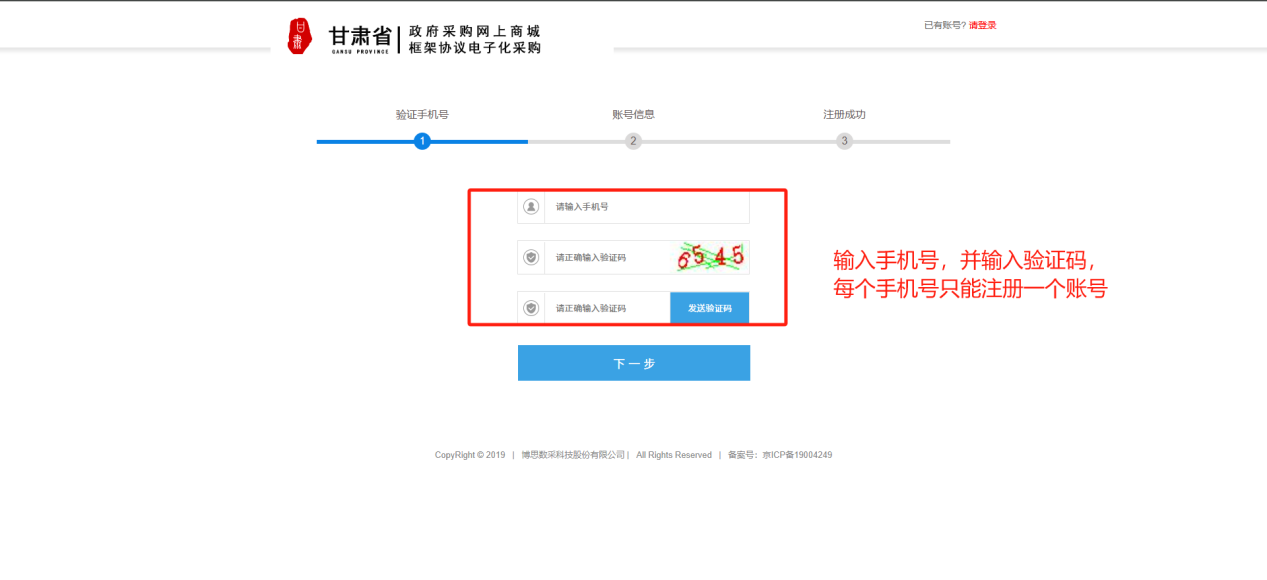 已有账号? 请登录
甘肃
甘肃省
GANSU PROVINCE
政府采购网上商城
框架协议电子化采购
验证手机号
账号信息
注册成功
1
2
3
请输入手机号
请正确输入验证码
6545
请正确输入验证码
发送验证码
输入手机号，并输入验证码，
每个手机号只能注册一个账号
下一步
CopyRight © 2019 | 博思数采科技股份有限公司 | All Rights Reserved | 备案号：京ICP备19004249